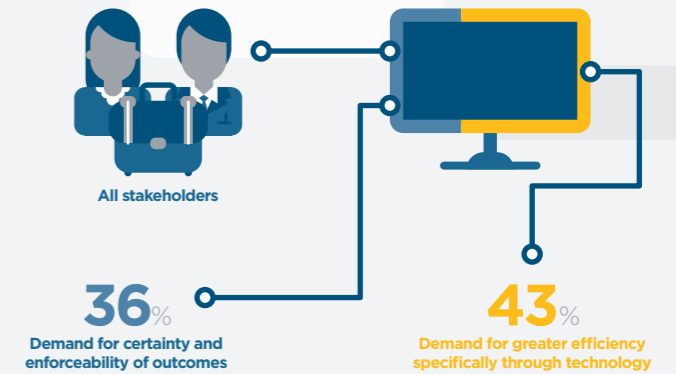 All stakeholders
36%
Demand for certainty and
enforceability of outcomes
43%
Demand for greater efficiency
specifically through technology